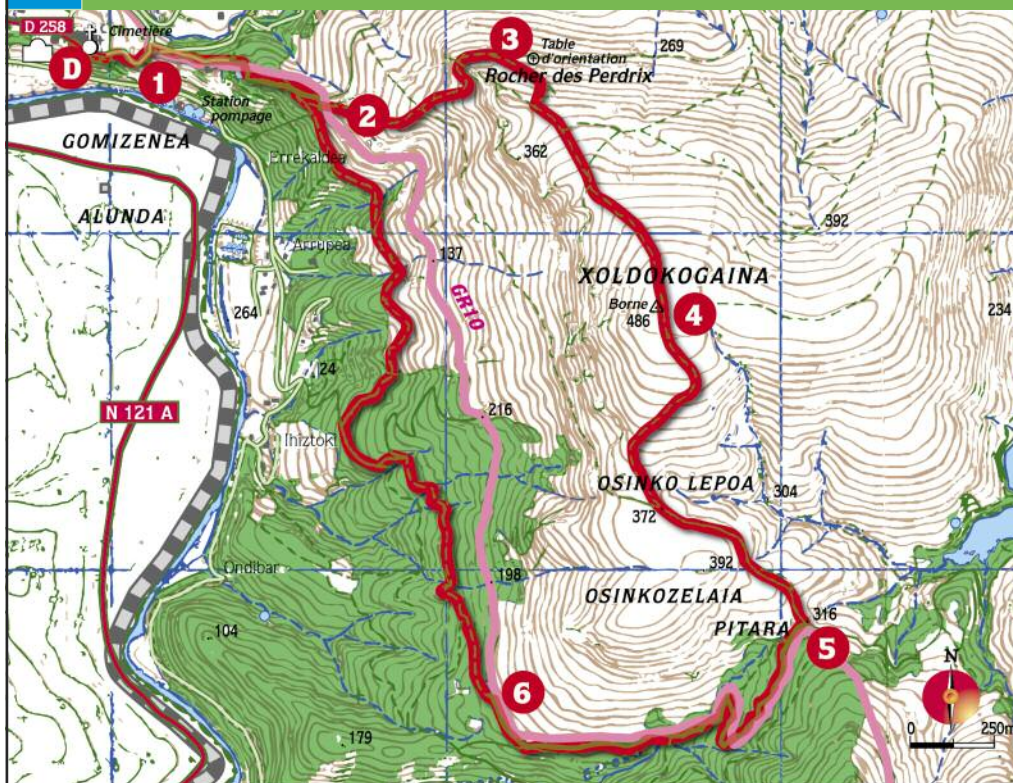 D 258
Cimetière
D
1
Station
pompage
GOMIZENEA
ALUNDA
2
3
Table
d'orientation
Rocher des Perdrix
269
362
392
Errekaldea
Arrupea
137
GR10
XOLDOKOGAINA
Borne
486
4
234
264
24
N 121 A
216
Ihiztoki
OSINKO LEPOA
304
372
392
Ondibar
198
OSINKOZELAIA
PITARA
316
5
104
6
179
N
0 250m